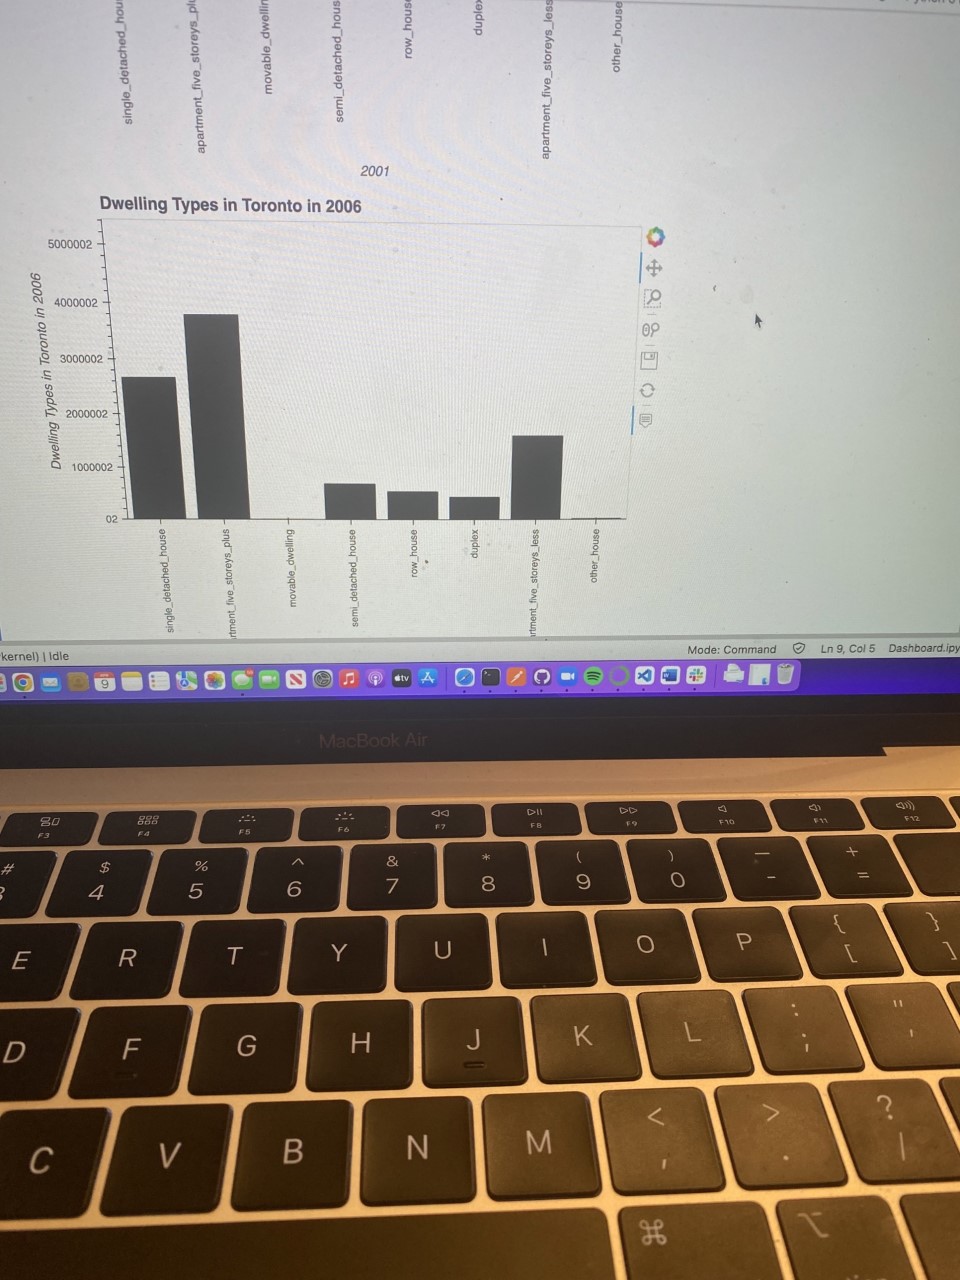 single_detached_hou
apartment_five_storeys_pl
movable_dwellin
semi_detached_hous
row_hous
duplex
apartment_five_storeys_less
other_house
2001
Dwelling Types in Toronto in 2006
Dwelling Types in Toronto in 2006
5000002
4000002
3000002
2000002
1000002
02
single_detached_house
rtment_five_storeys_plus
movable_dwelling
semi_detached_house
row_house
duplex
rtment_five_storeys_less
other_house
kernel) | Idle
Mode: Command
Ln 9, Col 5
Dashboard.ipy
9
tv
MacBook Air
F3 F4 F5 F6 F7 F8 F9 F10 F11 F12
# $ % ^ & * ( ) — +
4 5 6 7 8 9 0 - =
E R T Y U I O P { [ } ]
D F G H J K L : ; " '
C V B N M < , > . ? /
⌘ ⌥